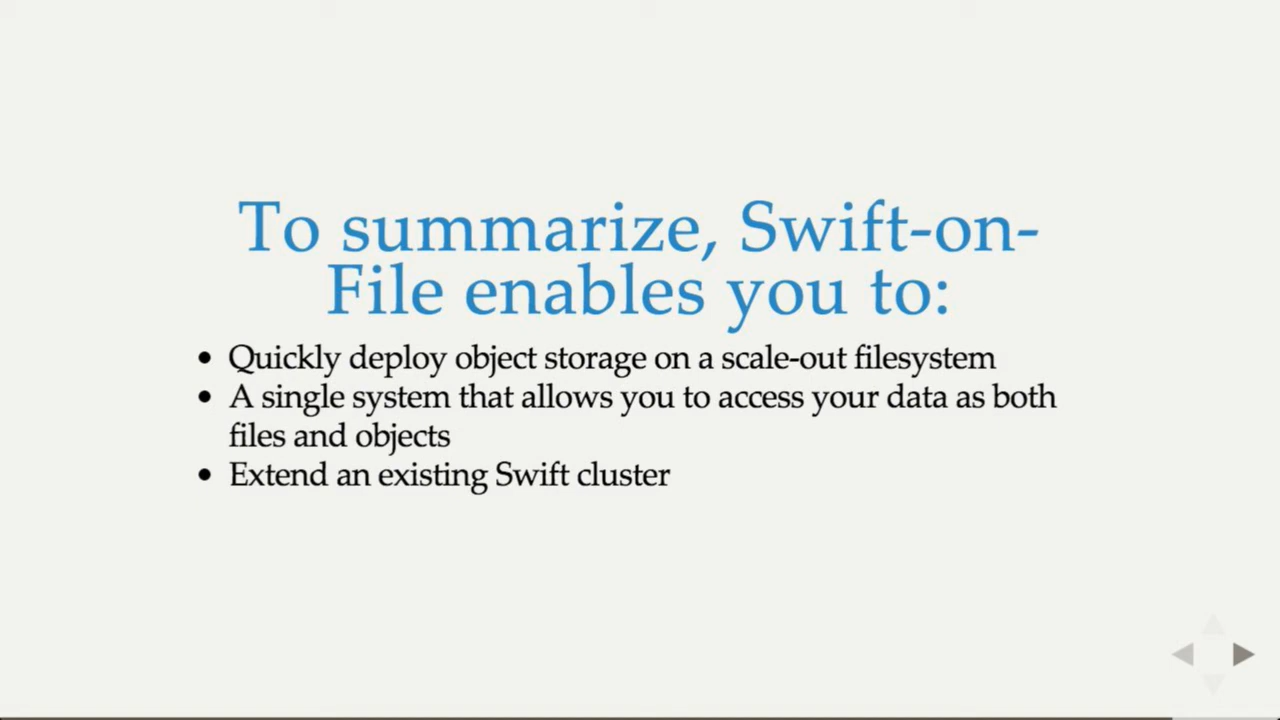 To summarize, Swift-on-
File enables you to:
• Quickly deploy object storage on a scale-out filesystem
• A single system that allows you to access your data as both
files and objects
• Extend an existing Swift cluster